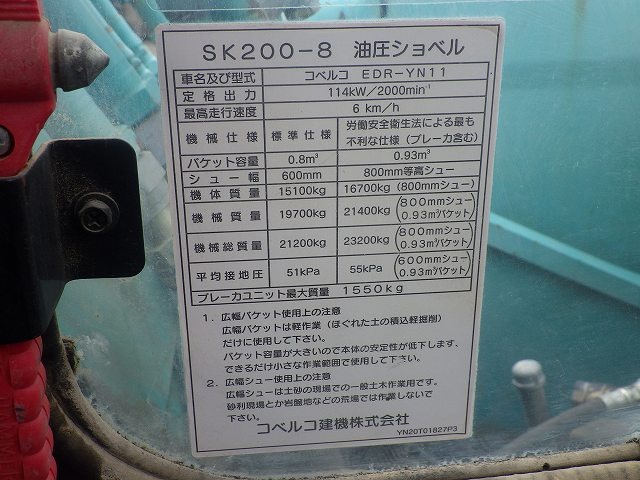 SK200-8 油圧ショベル
車名及び型式 コベルコ EDR-YN11
定格出力 114kW/2000min⁻¹
最高走行速度 6 km/h
機械仕様 標準仕様 労働安全衛生法による最も
不利な仕様(ブレーカ含む)
バケット容量 0.8m³ 0.93m³
シュー幅 600mm 800mm等高シュー
機体質量 15100kg 16700kg (800mmシュー)
機械質量 19700kg 21400kg (800mmシュー
0.93m³バケット)
機械総質量 21200kg 23200kg (800mmシュー
0.93m³バケット)
平均接地圧 51kPa 55kPa (600mmシュー
0.93m³バケット)
ブレーカユニット最大質量 1550kg
1. 広幅バケット使用上の注意
広幅バケットは軽作業(ほぐれた土の積込軽掘削)
だけに使用して下さい。
バケット容量が大きいので本体の安定性が低下します、
できるだけ小さな作業範囲で使用して下さい。
2. 広幅シュー使用上の注意
広幅シューは土砂の現場での一般土木作業用です。
砂利現場とか岩盤地などの荒場では作業しないで
下さい。
コベルコ建機株式会社
YN20T01827P3